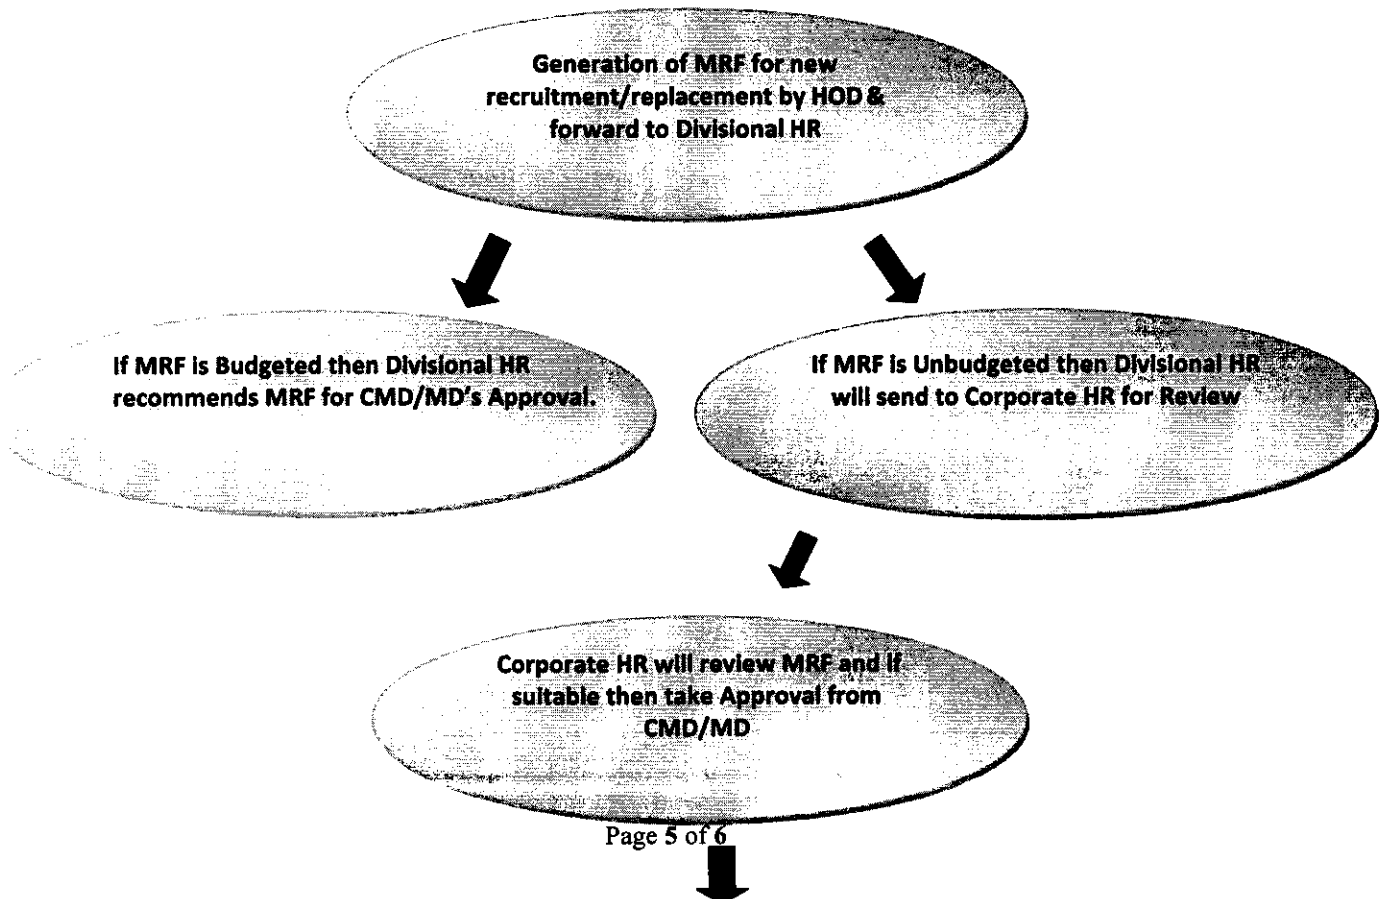 Generation of MRF for new
recruitment/replacement by HOD &
forward to Divisional HR
If MRF is Budgeted then Divisional HR
recommends MRF for CMD/MD's Approval.
If MRF is Unbudgeted then Divisional HR
will send to Corporate HR for Review
Corporate HR will review MRF and if
suitable then take Approval from
CMD/MD
Page 5 of 6